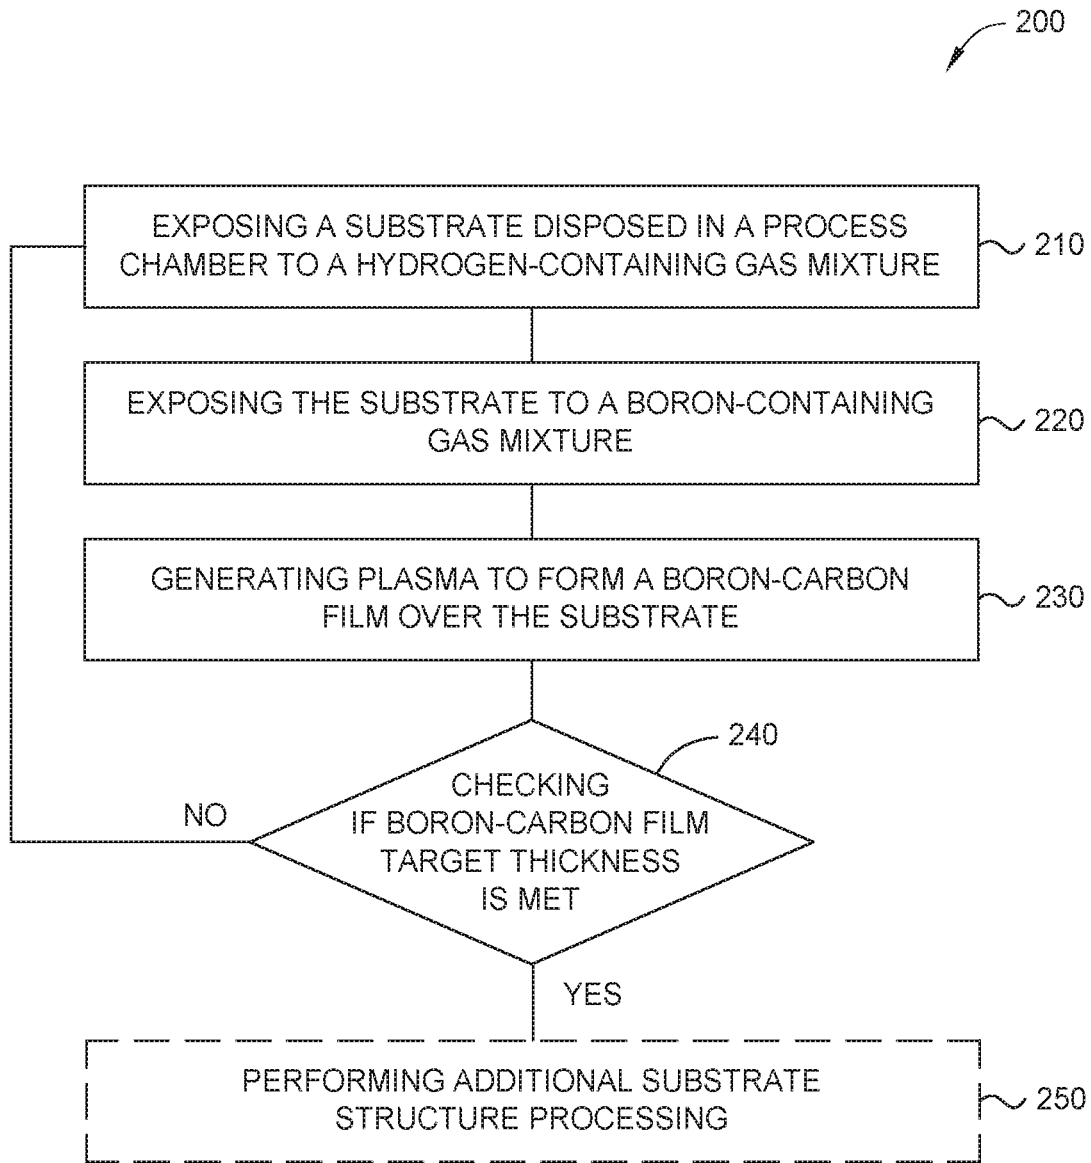 200
EXPOSING A SUBSTRATE DISPOSED IN A PROCESS
CHAMBER TO A HYDROGEN-CONTAINING GAS MIXTURE
210
EXPOSING THE SUBSTRATE TO A BORON-CONTAINING
GAS MIXTURE
220
GENERATING PLASMA TO FORM A BORON-CARBON
FILM OVER THE SUBSTRATE
230
240
CHECKING
IF BORON-CARBON FILM
TARGET THICKNESS
IS MET
NO
YES
PERFORMING ADDITIONAL SUBSTRATE
STRUCTURE PROCESSING
250